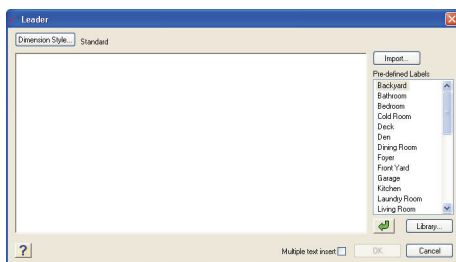 Leader
Dimension Style... Standard
Import...
Pre-defined Labels
Backyard
Bathroom
Bedroom
Cold Room
Deck
Den
Dining Room
Foyer
Front Yard
Garage
Kitchen
Laundry Room
Living Room
Library...
? Multiple text insert OK Cancel